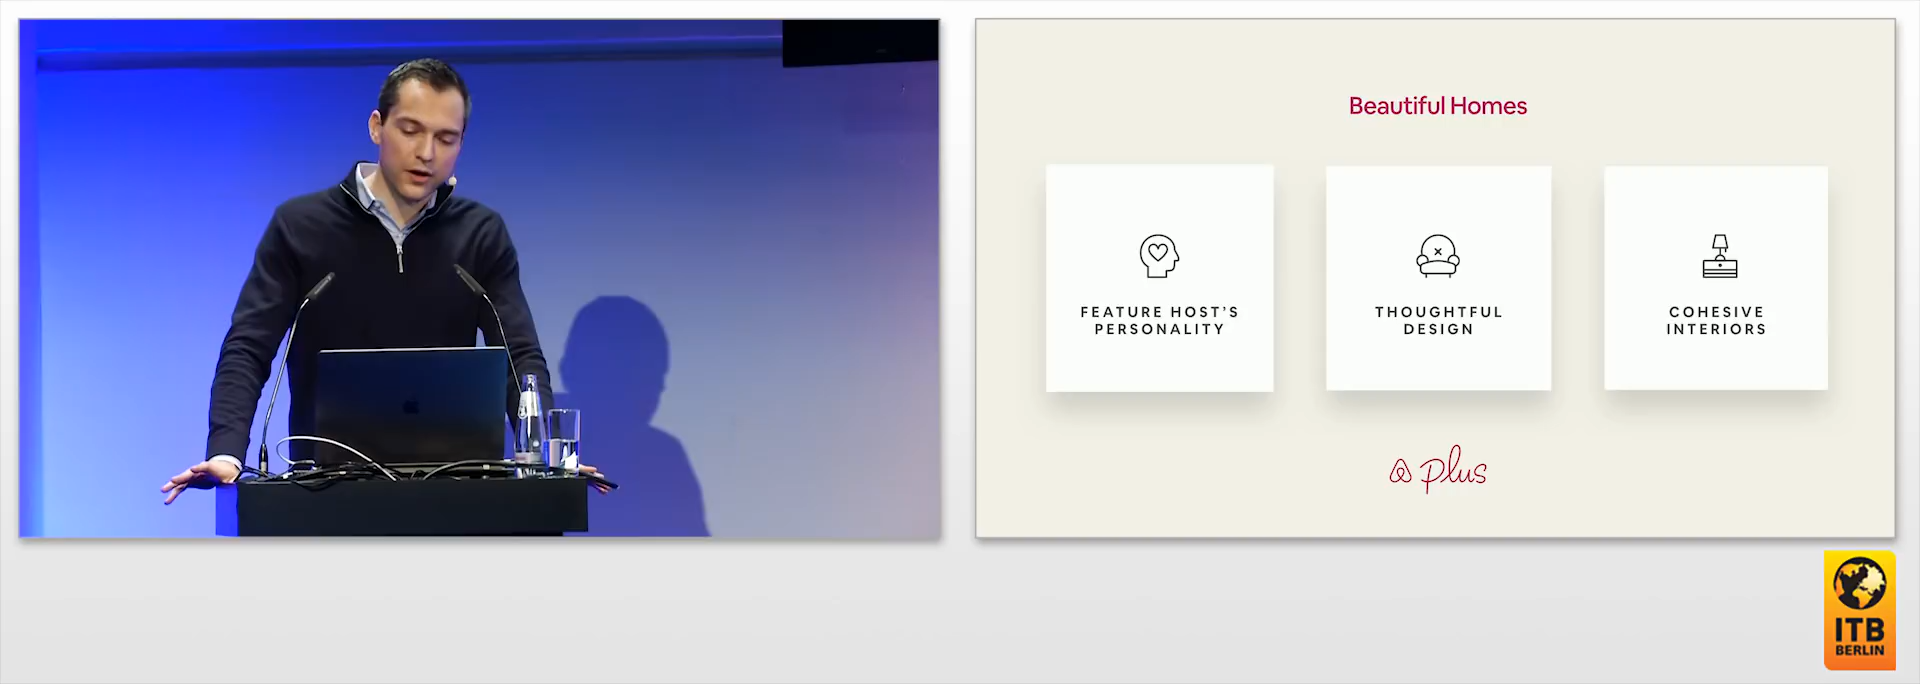 Beautiful Homes
FEATURE HOST'S
PERSONALITY
THOUGHTFUL
DESIGN
COHESIVE
INTERIORS
plus
ITB
BERLIN